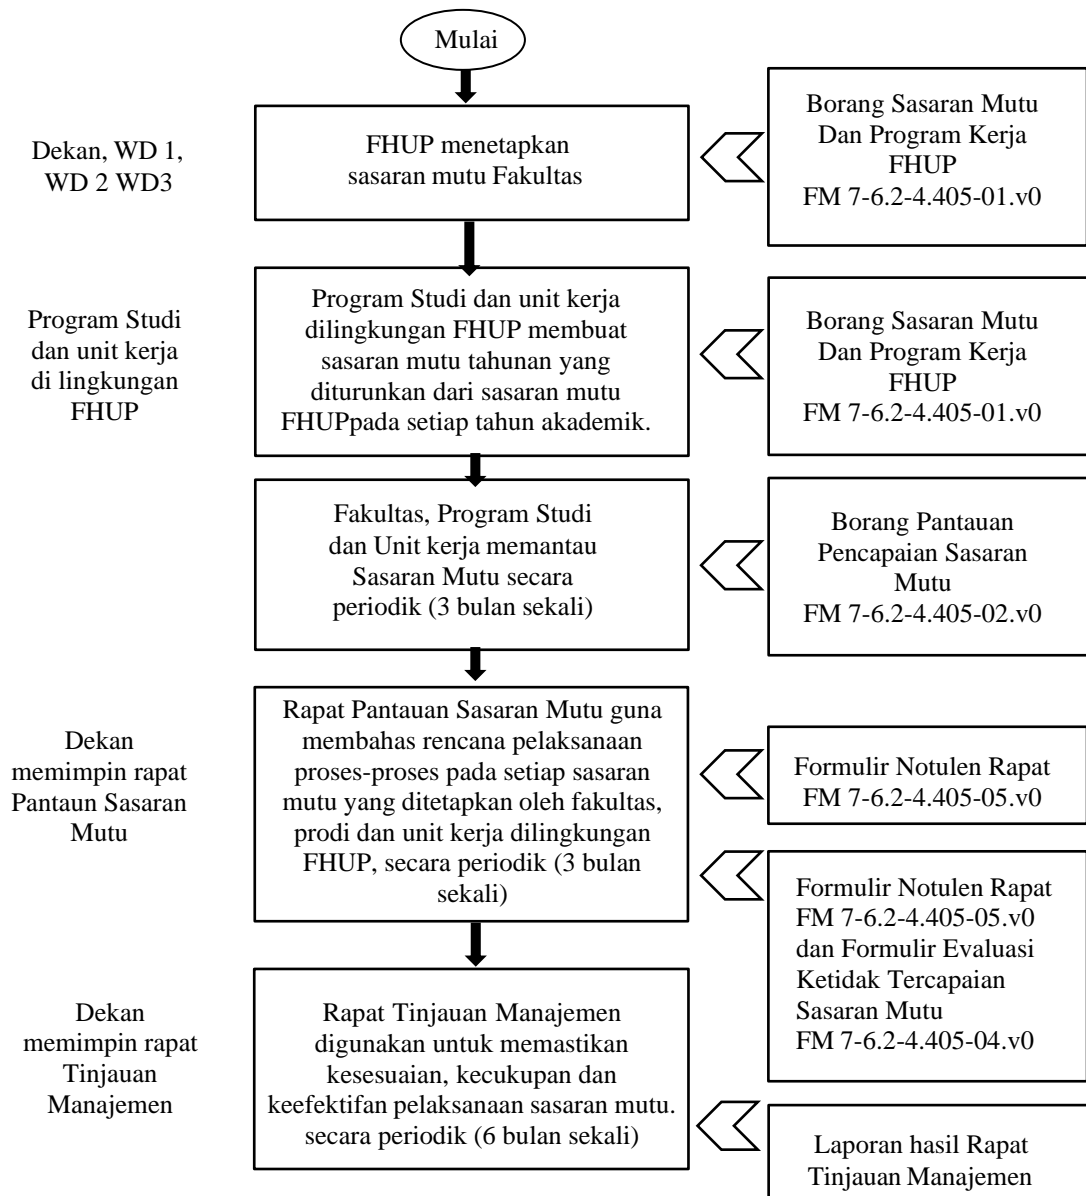 Mulai
Dekan, WD 1,
WD 2 WD3
FHUP menetapkan
sasaran mutu Fakultas
Borang Sasaran Mutu
Dan Program Kerja
FHUP
FM 7-6.2-4.405-01.v0
Program Studi
dan unit kerja
di lingkungan
FHUP
Program Studi dan unit kerja
dilingkungan FHUP membuat
sasaran mutu tahunan yang
diturunkan dari sasaran mutu
FHUPpada setiap tahun akademik.
Borang Sasaran Mutu
Dan Program Kerja
FHUP
FM 7-6.2-4.405-01.v0
Fakultas, Program Studi
dan Unit kerja memantau
Sasaran Mutu secara
periodik (3 bulan sekali)
Borang Pantauan
Pencapaian Sasaran
Mutu
FM 7-6.2-4.405-02.v0
Dekan
memimpin rapat
Pantaun Sasaran
Mutu
Rapat Pantauan Sasaran Mutu guna
membahas rencana pelaksanaan
proses-proses pada setiap sasaran
mutu yang ditetapkan oleh fakultas,
prodi dan unit kerja dilingkungan
FHUP, secara periodik (3 bulan
sekali)
Formulir Notulen Rapat
FM 7-6.2-4.405-05.v0
Formulir Notulen Rapat
FM 7-6.2-4.405-05.v0
dan Formulir Evaluasi
Ketidak Tercapaian
Sasaran Mutu
FM 7-6.2-4.405-04.v0
Dekan
memimpin rapat
Tinjauan
Manajemen
Rapat Tinjauan Manajemen
digunakan untuk memastikan
kesesuaian, kecukupan dan
keefektifan pelaksanaan sasaran mutu.
secara periodik (6 bulan sekali)
Laporan hasil Rapat
Tinjauan Manajemen